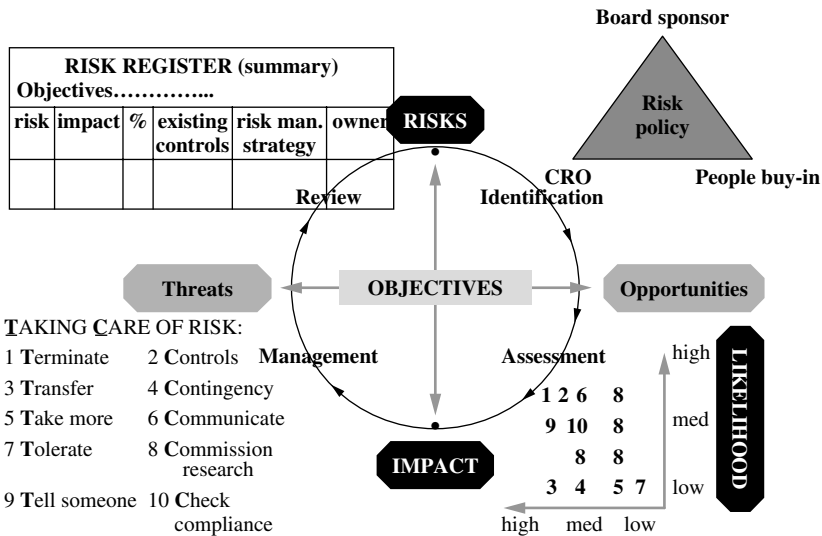 Board sponsor
RISK REGISTER (summary)
Objectives…………...
risk impact % existing controls risk man. strategy owner
RISKS
Risk
policy
CRO
People buy-in
Review
Identification
Threats
OBJECTIVES
Opportunities
TAKING CARE OF RISK:
1 Terminate 2 Controls
3 Transfer 4 Contingency
5 Take more 6 Communicate
7 Tolerate 8 Commission
research
9 Tell someone 10 Check
compliance
Management
Assessment
IMPACT
1 2 6 8
9 10 8
8 8
3 4 5 7
high
med
low
LIKELIHOOD
high med low